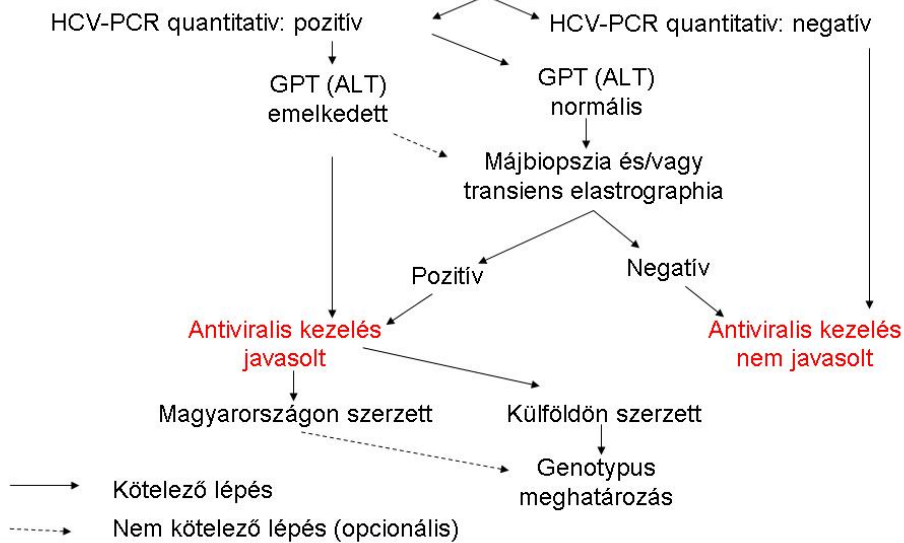 HCV-PCR quantitativ: pozitív
HCV-PCR quantitativ: negatív
GPT (ALT)
emelkedett
GPT (ALT)
normális
Májbiopszia és/vagy
transiens elastrographia
Pozitív
Negatív
Antiviralis kezelés
javasolt
Antiviralis kezelés
nem javasolt
Magyarországon szerzett
Külföldön szerzett
Genotypus
meghatározás
Kötelező lépés
Nem kötelező lépés (opcionális)